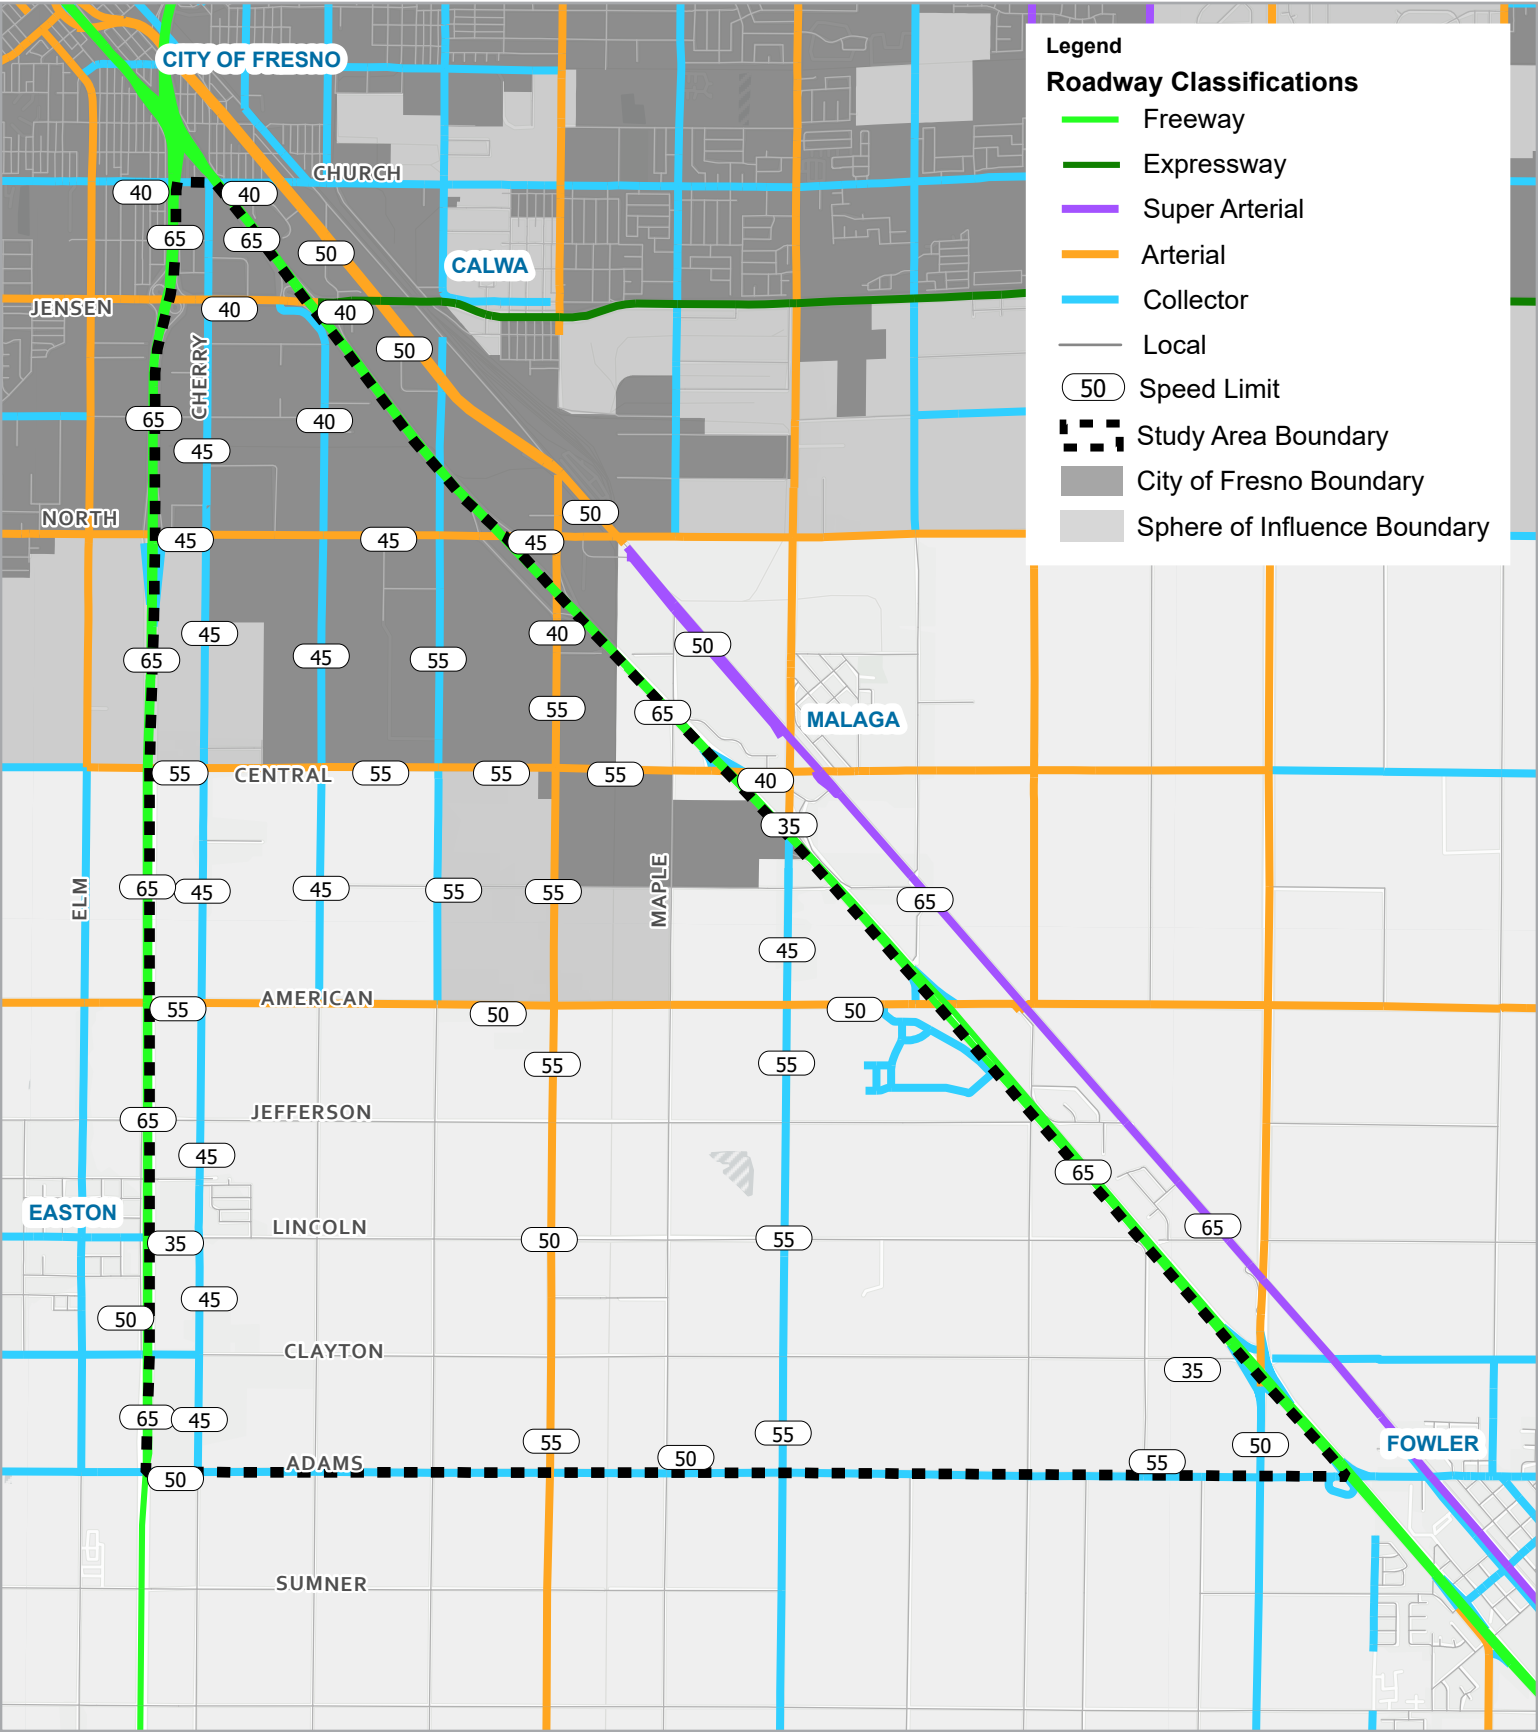 CITY OF FRESNO
Legend
Roadway Classifications
Freeway
Expressway
Super Arterial
Arterial
Collector
Local
50 Speed Limit
Study Area Boundary
City of Fresno Boundary
Sphere of Influence Boundary
CHURCH
40 40
65 65 50
CALWA
JENSEN 40 40
CHERRY
50
65 40
45
50
NORTH
45 45 45
45 40
65 45 55
50
55 65
MALAGA
55 CENTRAL 55 55 55 40
35
ELM
MAPLE
65 45 45 55 55
65
45
AMERICAN
55 50 50
55 55
65 JEFFERSON
45
65
EASTON
LINCOLN
65
35 50 55
45
50
CLAYTON
35
65 45 55 55
50
FOWLER
ADAMS 50 55
50
SUMNER